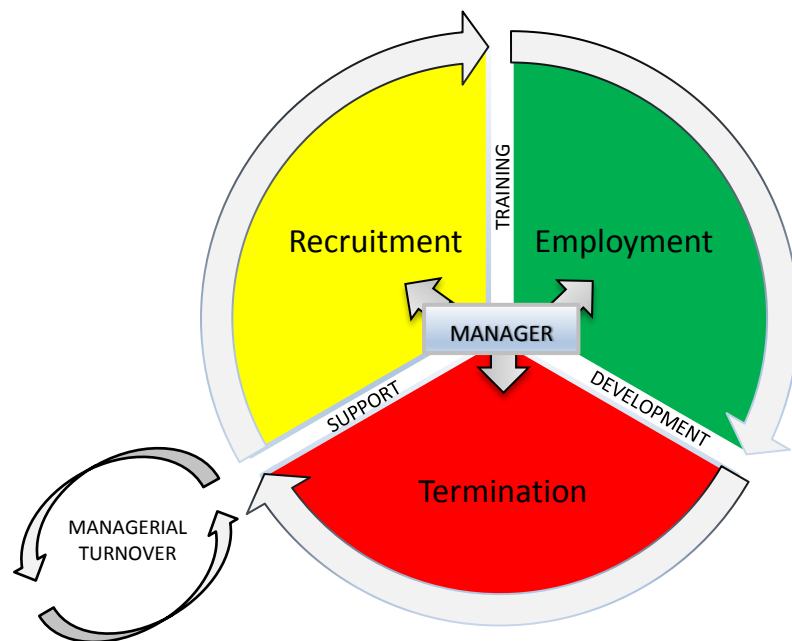 TRAINING
Recruitment
Employment
MANAGER
SUPPORT
DEVELOPMENT
Termination
MANAGERIAL
TURNOVER